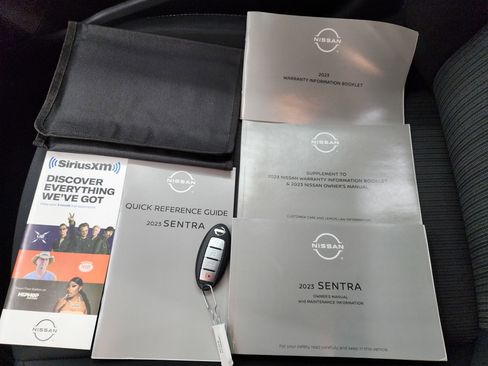 NISSAN
2023
WARRANTY INFORMATION BOOKLET
NISSAN
SUPPLEMENT TO
2023 NISSAN WARRANTY INFORMATION BOOKLET
& 2023 NISSAN OWNER'S MANUAL
CUSTOMER CARE AND LEMON LAW INFORMATION
SiriusXM
DISCOVER
EVERYTHING
WE'VE GOT
NISSAN
NISSAN
QUICK REFERENCE GUIDE
2023 SENTRA
NISSAN
2023 SENTRA
OWNER'S MANUAL
and MAINTENANCE INFORMATION
For your safety, read carefully and keep in this vehicle.